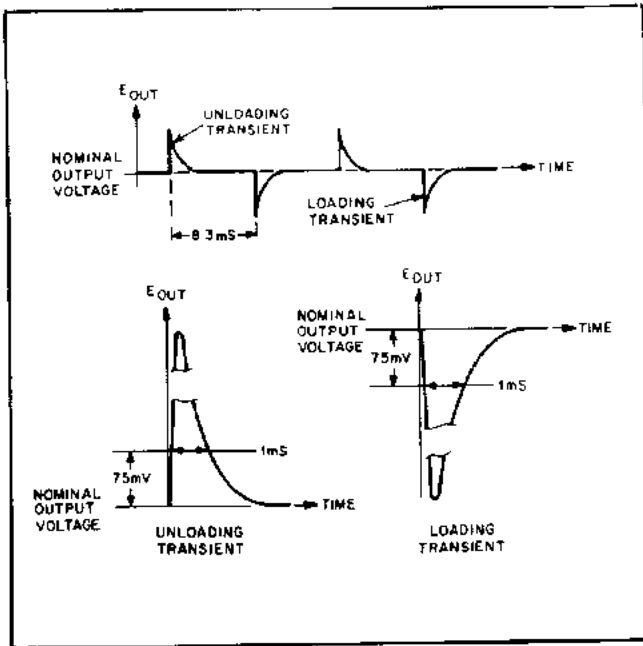 EOUT
UNLOADING
TRANSIENT
NOMINAL
OUTPUT
VOLTAGE
TIME
LOADING
TRANSIENT
8.3mS
EOUT
75mV
1mS
NOMINAL
OUTPUT
VOLTAGE
TIME
UNLOADING
TRANSIENT
EOUT
NOMINAL
OUTPUT
VOLTAGE
TIME
75mV
1mS
LOADING
TRANSIENT